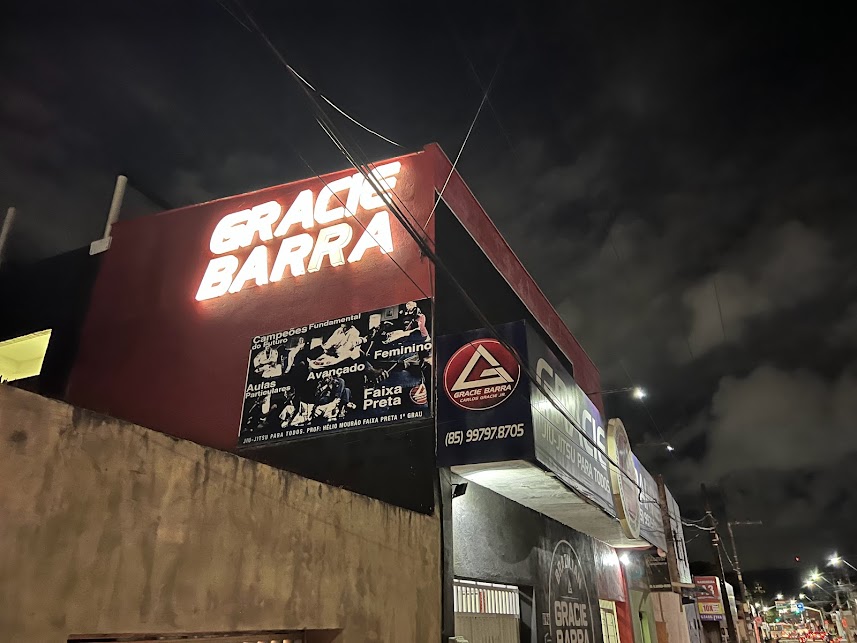 GRACIE
BARRA
Campeões
do Futuro
Fundamental
Feminino
Avançado
Aulas
Particulares
Faixa
Preta
JIU-JITSU PARA TODOS. PROF: HÉLIO MOURÃO FAIXA PRETA 1º GRAU
GRACIE BARRA
CARLOS GRACIE JR.
(85) 99797.8705
GRACIE
JIU-JITSU PARA TODOS
GRACIE
BARRA